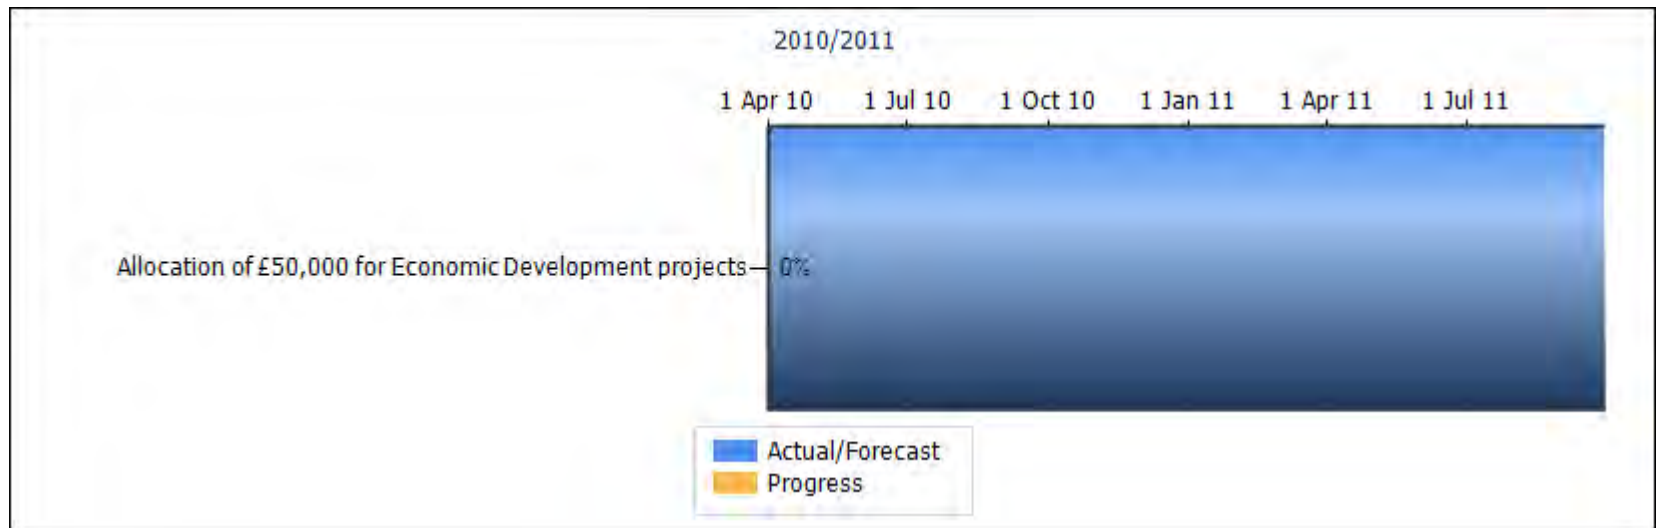 2010/2011
1 Apr 10 1 Jul 10 1 Oct 10 1 Jan 11 1 Apr 11 1 Jul 11
Allocation of £50,000 for Economic Development projects 0%
Actual/Forecast
Progress